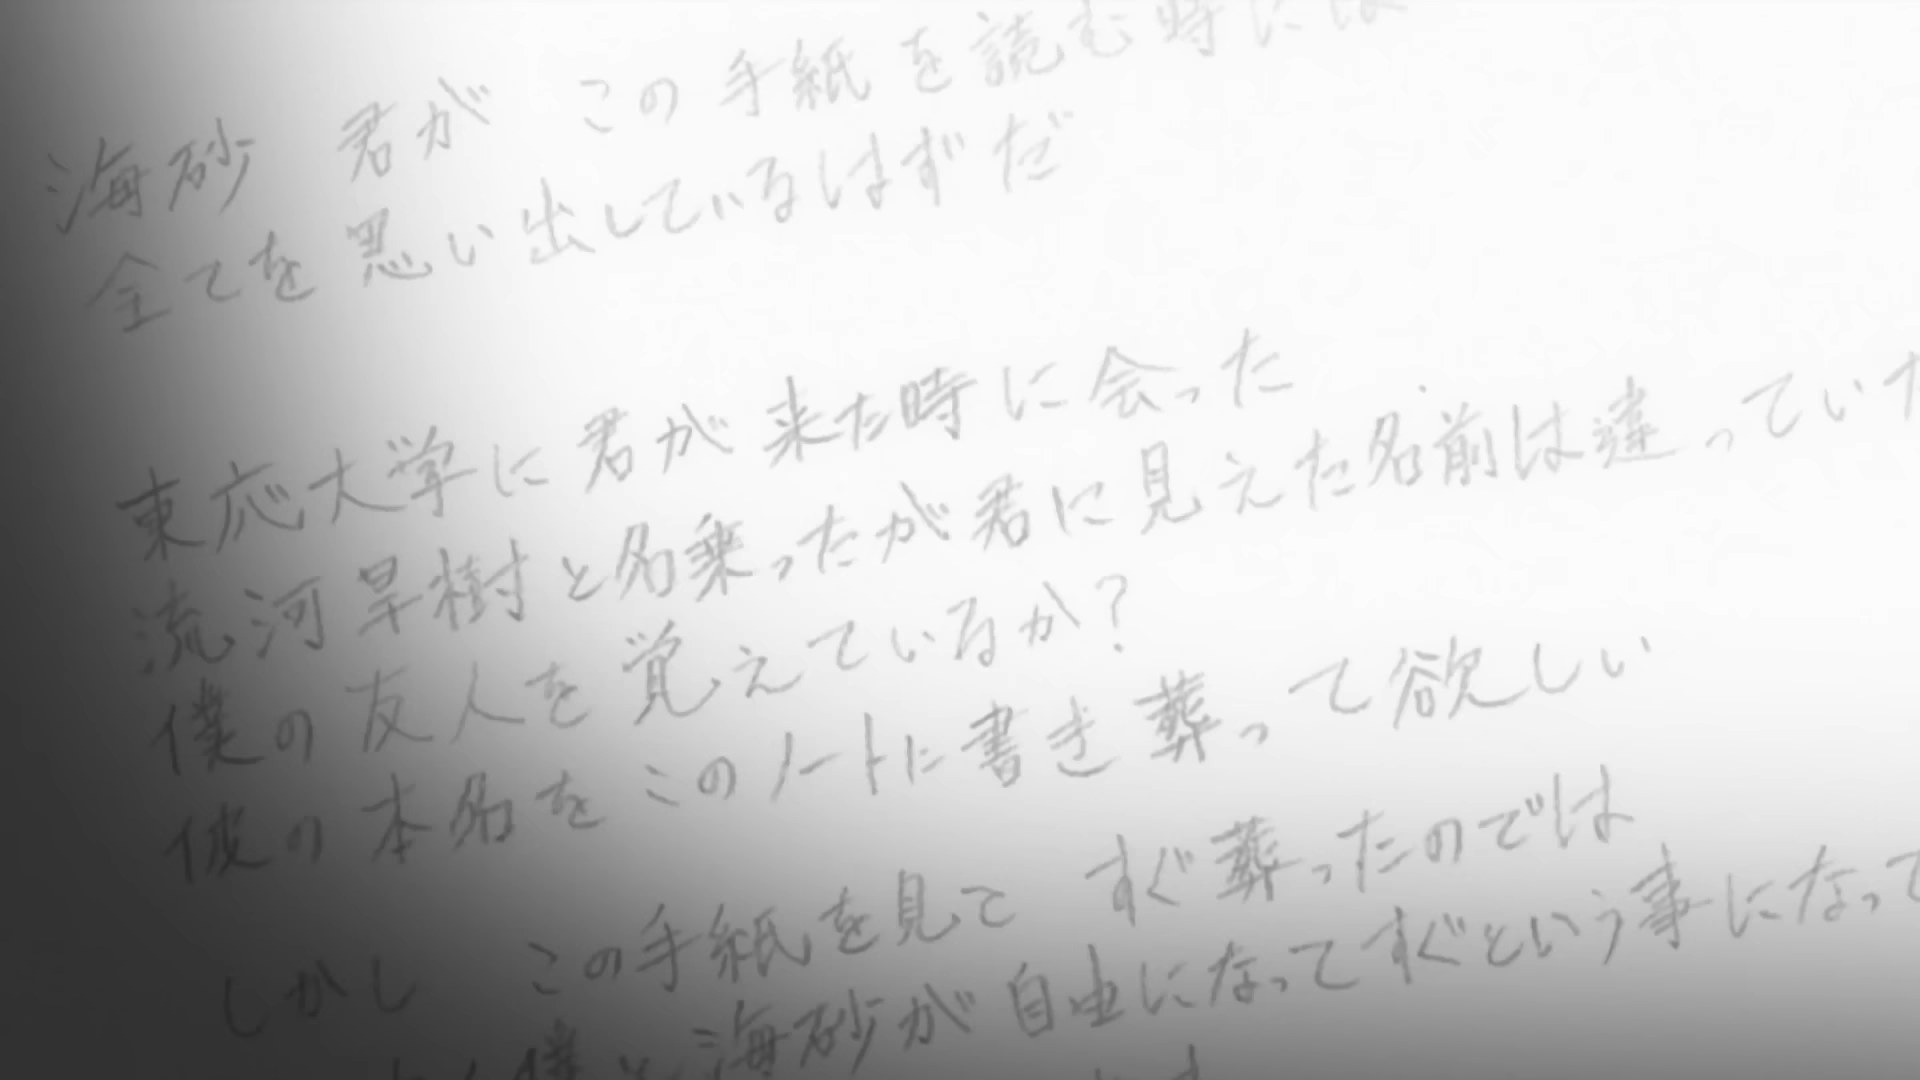 海砂 君が この手紙を読む時には
全てを思い出しているはずだ
東応大学に君が来た時に会った
流河旱樹と名乗ったが君に見えた名前は違っていた
僕の友人を覚えているか?
彼の本名をこのノートに書き葬って欲しい
しかし この手紙を見て すぐ葬ったのでは
僕と海砂が自由になってすぐという事になって